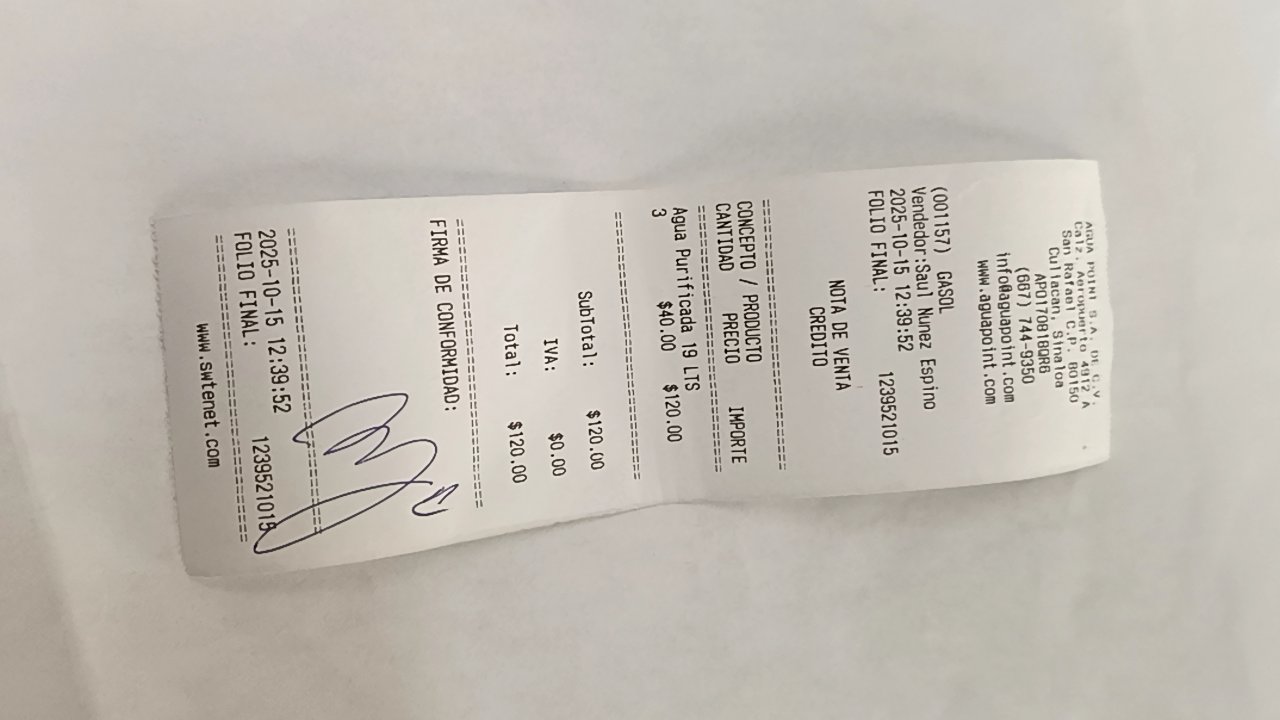 AGUA POINT S.A. DE C.V.
Calz. Aeropuerto 4912 A
San Rafael C.P. 80150
Culiacan, Sinaloa
APO170818QR6
(667) 744-9350
info@aguapoint.com
www.aguapoint.com
(001157) GASOL
Vendedor:Saul Nunez Espino
2025-10-15 12:39:52
FOLIO FINAL: 1239521015
NOTA DE VENTA
CREDITO
==============================
CONCEPTO / PRODUCTO
CANTIDAD PRECIO IMPORTE
==============================
Agua Purificada 19 LTS
3 $40.00 $120.00
==============================
SubTotal: $120.00
IVA: $0.00
Total: $120.00
==============================
FIRMA DE CONFORMIDAD:
==============================
2025-10-15 12:39:52
FOLIO FINAL: 1239521015
==============================
www.swtenet.com